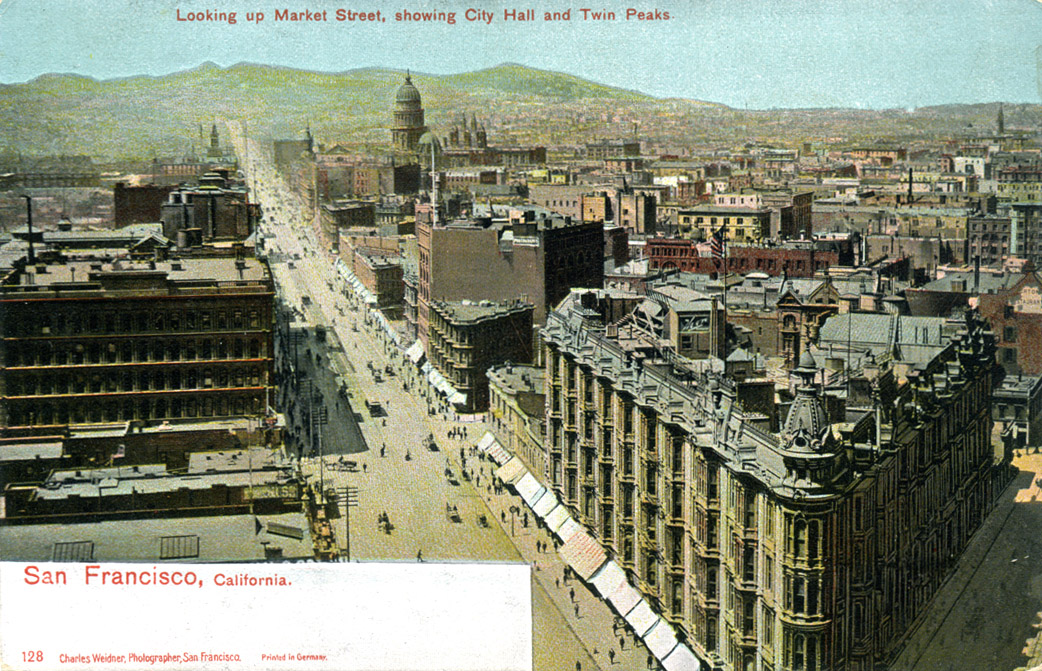 Looking up Market Street, showing City Hall and Twin Peaks.
San Francisco, California.
128 Charles Weidner, Photographer, San Francisco. Printed in Germany.